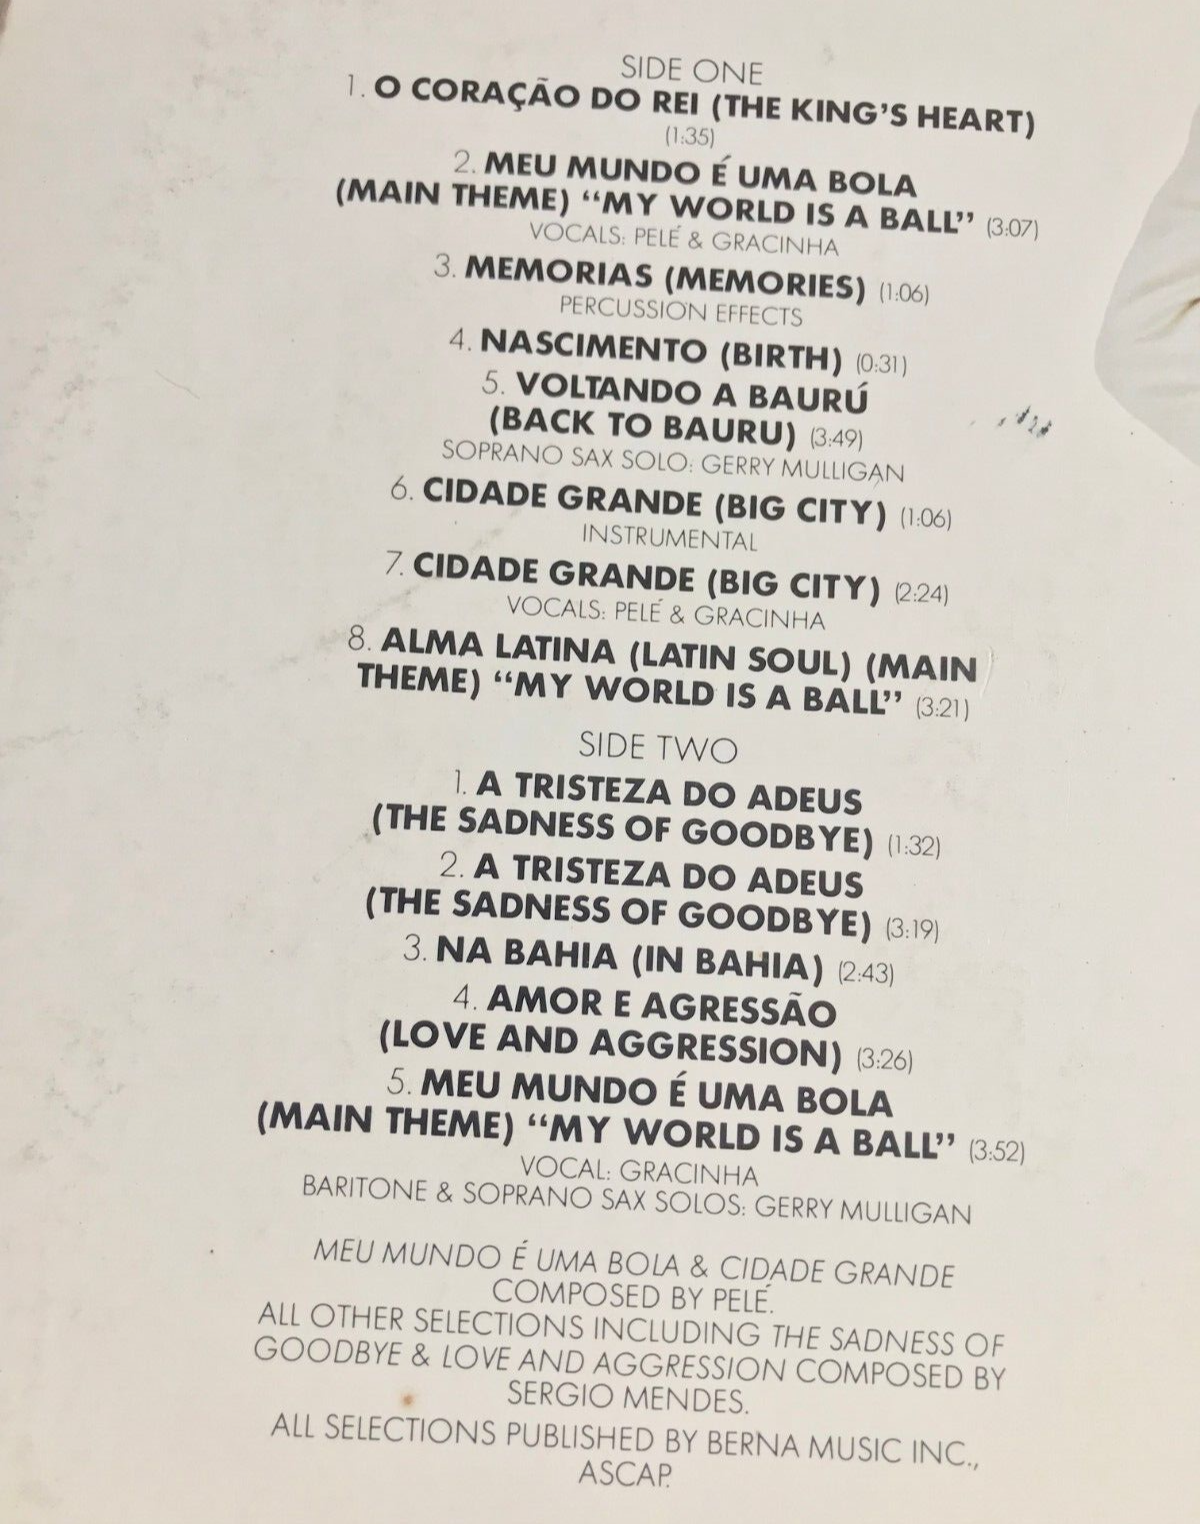 SIDE ONE
1. O CORAÇÃO DO REI (THE KING'S HEART)
(1:35)
2. MEU MUNDO É UMA BOLA
(MAIN THEME) “MY WORLD IS A BALL” (3:07)
VOCALS: PELÉ & GRACINHA
3. MEMORIAS (MEMORIES) (1:06)
PERCUSSION EFFECTS
4. NASCIMENTO (BIRTH) (0:31)
5. VOLTANDO A BAURÚ
(BACK TO BAURU) (3:49)
SOPRANO SAX SOLO: GERRY MULLIGAN
6. CIDADE GRANDE (BIG CITY) (1:06)
INSTRUMENTAL
7. CIDADE GRANDE (BIG CITY) (2:24)
VOCALS: PELÉ & GRACINHA
8. ALMA LATINA (LATIN SOUL) (MAIN
THEME) “MY WORLD IS A BALL” (3:21)
SIDE TWO
1. A TRISTEZA DO ADEUS
(THE SADNESS OF GOODBYE) (1:32)
2. A TRISTEZA DO ADEUS
(THE SADNESS OF GOODBYE) (3:19)
3. NA BAHIA (IN BAHIA) (2:43)
4. AMOR E AGRESSÃO
(LOVE AND AGGRESSION) (3:26)
5. MEU MUNDO É UMA BOLA
(MAIN THEME) “MY WORLD IS A BALL” (3:52)
VOCAL: GRACINHA
BARITONE & SOPRANO SAX SOLOS: GERRY MULLIGAN
MEU MUNDO É UMA BOLA & CIDADE GRANDE
COMPOSED BY PELÉ.
ALL OTHER SELECTIONS INCLUDING THE SADNESS OF
GOODBYE & LOVE AND AGGRESSION COMPOSED BY
SERGIO MENDES.
ALL SELECTIONS PUBLISHED BY BERNA MUSIC INC.,
ASCAP.